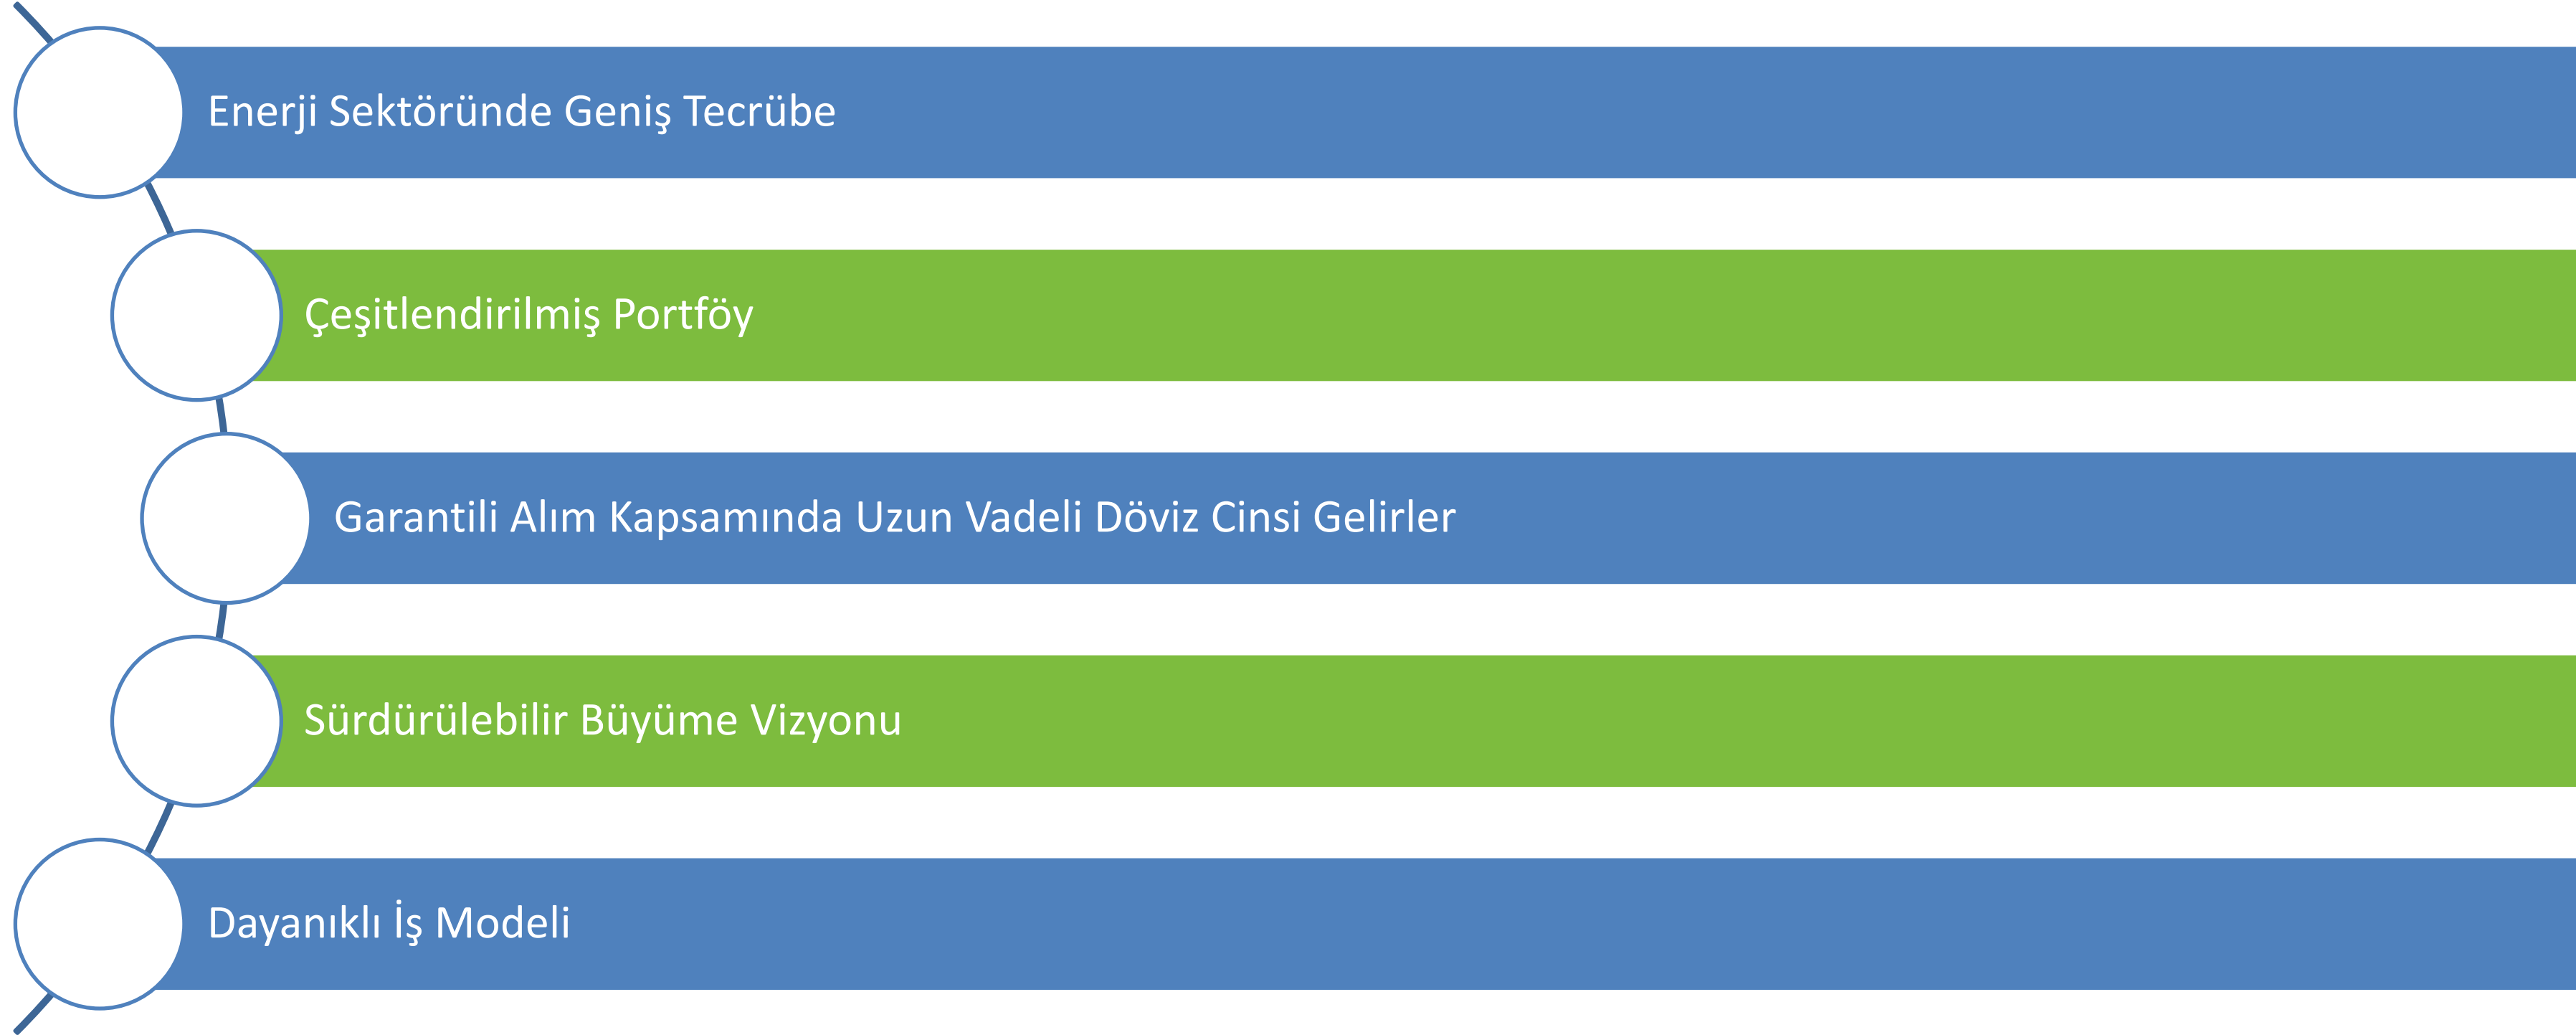 Enerji Sektöründe Geniş Tecrübe
Çeşitlendirilmiş Portföy
Garantili Alım Kapsamında Uzun Vadeli Döviz Cinsi Gelirler
Sürdürülebilir Büyüme Vizyonu
Dayanıklı İş Modeli